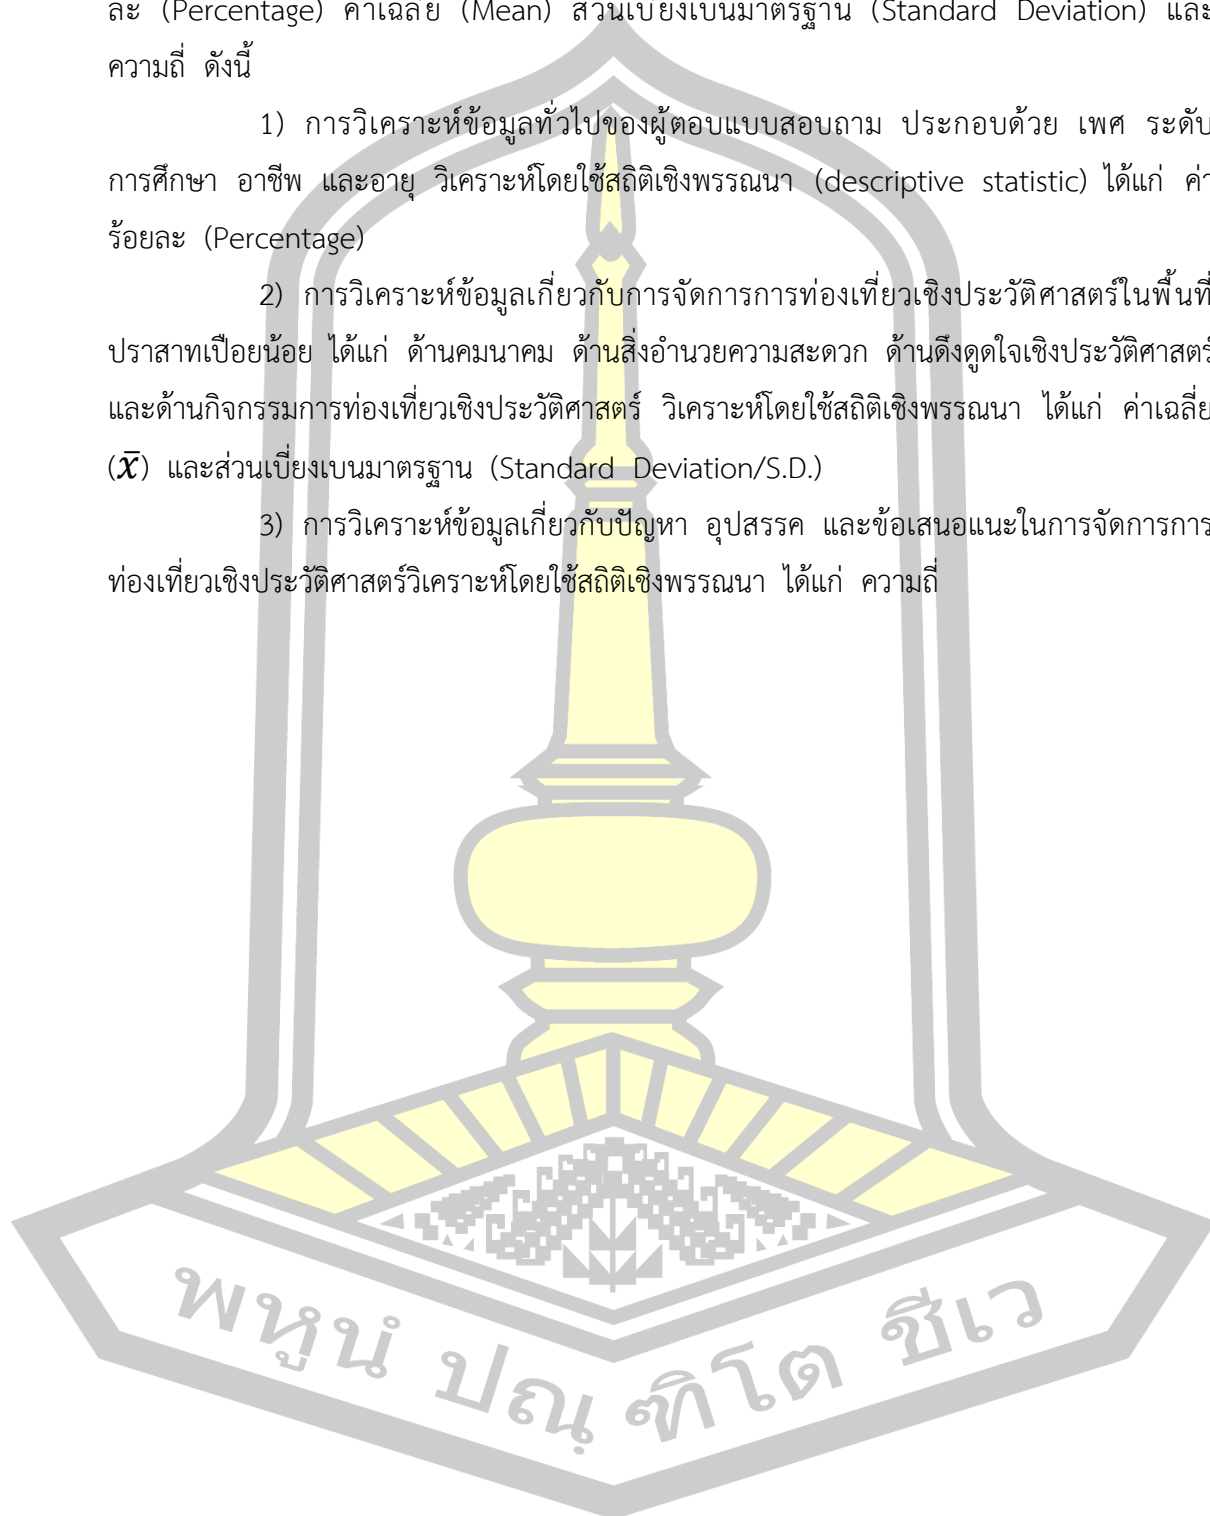 ละ (Percentage) ค่าเฉลี่ย (Mean) ส่วนเบี่ยงเบนมาตรฐาน (Standard Deviation) และ
ความถี่ ดังนี้
1) การวิเคราะห์ข้อมูลทั่วไปของผู้ตอบแบบสอบถาม ประกอบด้วย เพศ ระดับ
การศึกษา อาชีพ และอายุ วิเคราะห์โดยใช้สถิติเชิงพรรณนา (descriptive statistic) ได้แก่ ค่า
ร้อยละ (Percentage)
2) การวิเคราะห์ข้อมูลเกี่ยวกับการจัดการการท่องเที่ยวเชิงประวัติศาสตร์ในพื้นที่
ปราสาทเปือยน้อย ได้แก่ ด้านคมนาคม ด้านสิ่งอำนวยความสะดวก ด้านดึงดูดใจเชิงประวัติศาสตร์
และด้านกิจกรรมการท่องเที่ยวเชิงประวัติศาสตร์ วิเคราะห์โดยใช้สถิติเชิงพรรณนา ได้แก่ ค่าเฉลี่ย
(x̄) และส่วนเบี่ยงเบนมาตรฐาน (Standard Deviation/S.D.)
3) การวิเคราะห์ข้อมูลเกี่ยวกับปัญหา อุปสรรค และข้อเสนอแนะในการจัดการการ
ท่องเที่ยวเชิงประวัติศาสตร์วิเคราะห์โดยใช้สถิติเชิงพรรณนา ได้แก่ ความถี่
พหูนํ ปณฺฑิโต ชีเว